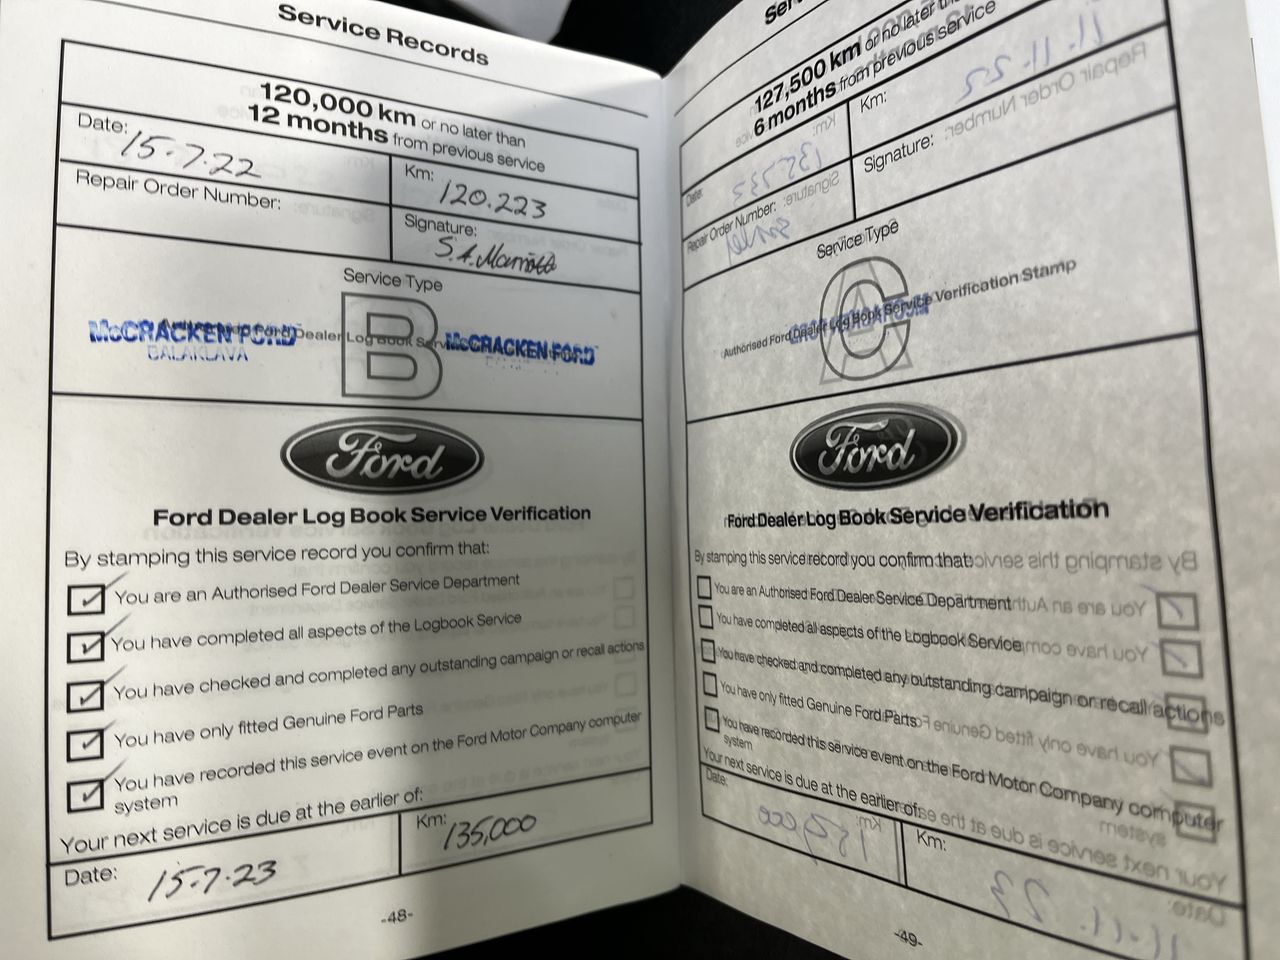 Service Records
120,000 km or no later than
12 months from previous service
Date: 15-7-22
Km: 120.223
Repair Order Number:
Signature: S.A. Marriott
Service Type
B
McCRACKEN FORD
BALAKLAVA
Dealer Log Book
McCRACKEN FORD
Ford
Ford Dealer Log Book Service Verification
By stamping this service record you confirm that:
You are an Authorised Ford Dealer Service Department
You have completed all aspects of the Logbook Service
You have checked and completed any outstanding campaign or recall actions
You have only fitted Genuine Ford Parts
You have recorded this service event on the Ford Motor Company computer
system
Your next service is due at the earlier of:
Date: 15-7-23
Km: 135,000
-48-
127,500 km or no later
6 months from previous service
Date:
Km:
Repair Order Number:
Signature:
Service Type
C
Authorised Ford Dealer Log Book Service Verification Stamp
Ford
Ford Dealer Log Book Service Verification
By stamping this service record you confirm that:
You are an Authorised Ford Dealer Service Department
You have completed all aspects of the Logbook Service
You have checked and completed any outstanding campaign or recall actions
You have only fitted Genuine Ford Parts
You have recorded this service event on the Ford Motor Company computer
system
Your next service is due at the earlier of:
Date:
Km:
-49-